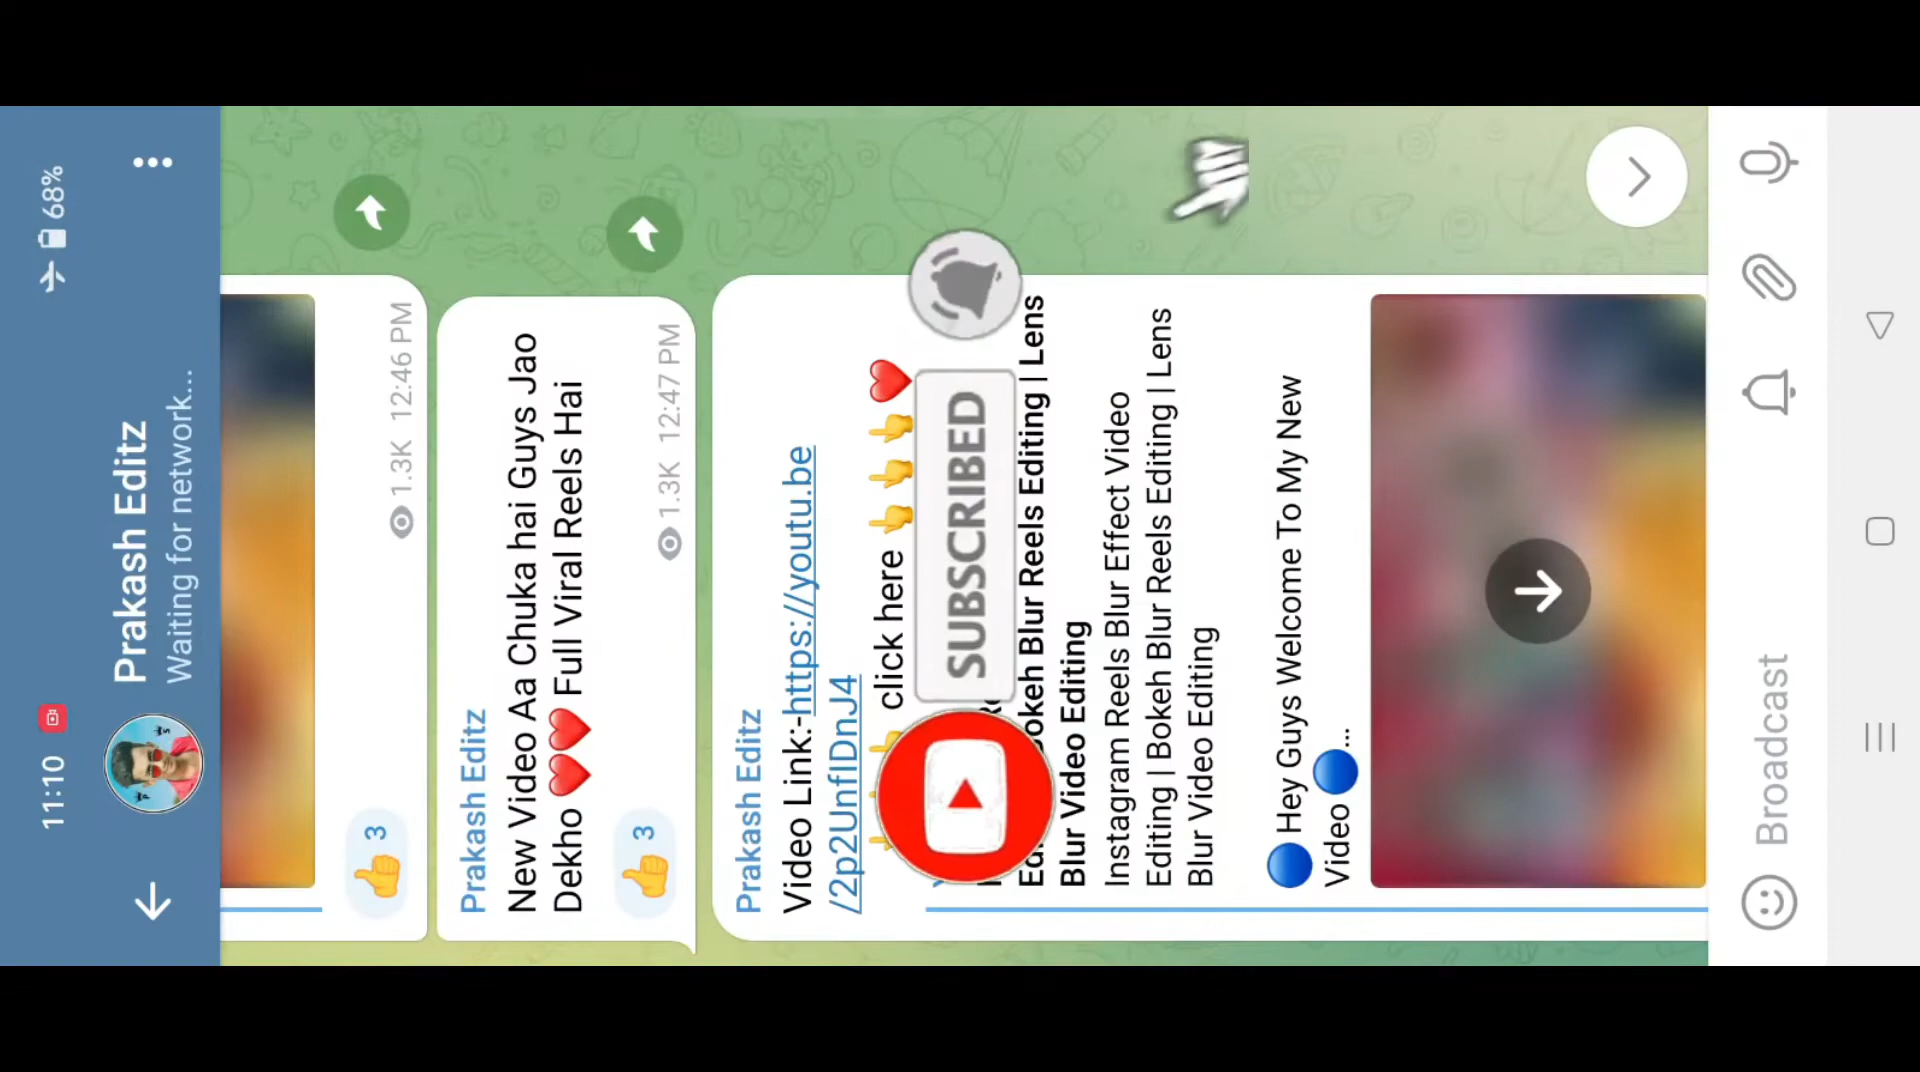 11:10
68%
Prakash Editz
Waiting for network...
1.3K 12:46 PM
3
Prakash Editz
New Video Aa Chuka hai Guys Jao
Dekho ❤️❤️ Full Viral Reels Hai
3
1.3K 12:47 PM
Prakash Editz
Video Link:-https://youtu.be
/2p2UnfIDnJ4
click here 👆👆👆❤️
SUBSCRIBED
Bokeh Blur Reels Editing | Lens
Blur Video Editing
Instagram Reels Blur Effect Video
Editing | Bokeh Blur Reels Editing | Lens
Blur Video Editing
🔵 Hey Guys Welcome To My New
Video 🔵...
Broadcast